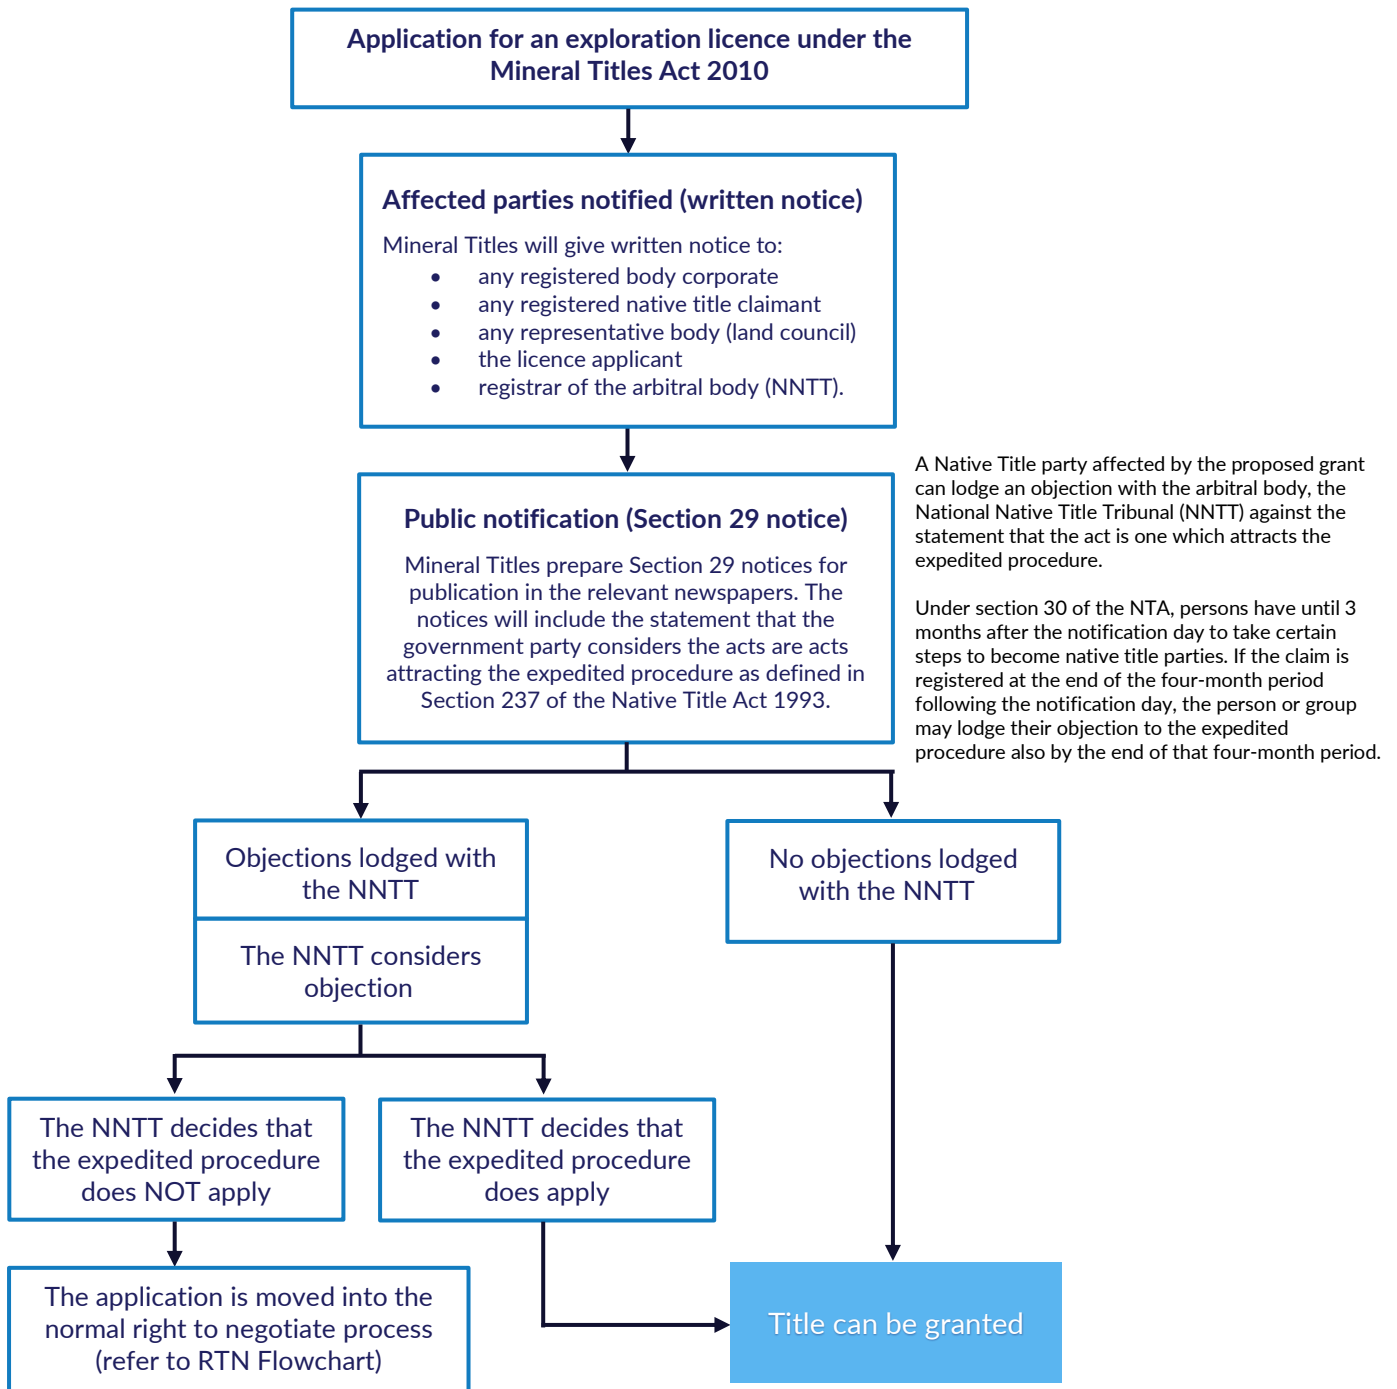 Application for an exploration licence under the
Mineral Titles Act 2010
Affected parties notified (written notice)
Mineral Titles will give written notice to:
• any registered body corporate
• any registered native title claimant
• any representative body (land council)
• the licence applicant
• registrar of the arbitral body (NNTT).
Public notification (Section 29 notice)
Mineral Titles prepare Section 29 notices for
publication in the relevant newspapers. The
notices will include the statement that the
government party considers the acts are acts
attracting the expedited procedure as defined in
Section 237 of the Native Title Act 1993.
A Native Title party affected by the proposed grant
can lodge an objection with the arbitral body, the
National Native Title Tribunal (NNTT) against the
statement that the act is one which attracts the
expedited procedure.
Under section 30 of the NTA, persons have until 3
months after the notification day to take certain
steps to become native title parties. If the claim is
registered at the end of the four-month period
following the notification day, the person or group
may lodge their objection to the expedited
procedure also by the end of that four-month period.
Objections lodged with
the NNTT
The NNTT considers
objection
No objections lodged
with the NNTT
The NNTT decides that
the expedited procedure
does NOT apply
The NNTT decides that
the expedited procedure
does apply
The application is moved into the
normal right to negotiate process
(refer to RTN Flowchart)
Title can be granted